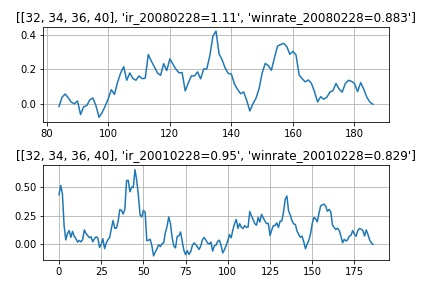 [[32, 34, 36, 40], 'ir_20080228=1.11', 'winrate_20080228=0.883']
0.4
0.2
0.0
80 100 120 140 160 180
[[32, 34, 36, 40], 'ir_20010228=0.95', 'winrate_20010228=0.829']
0.50
0.25
0.00
0 25 50 75 100 125 150 175